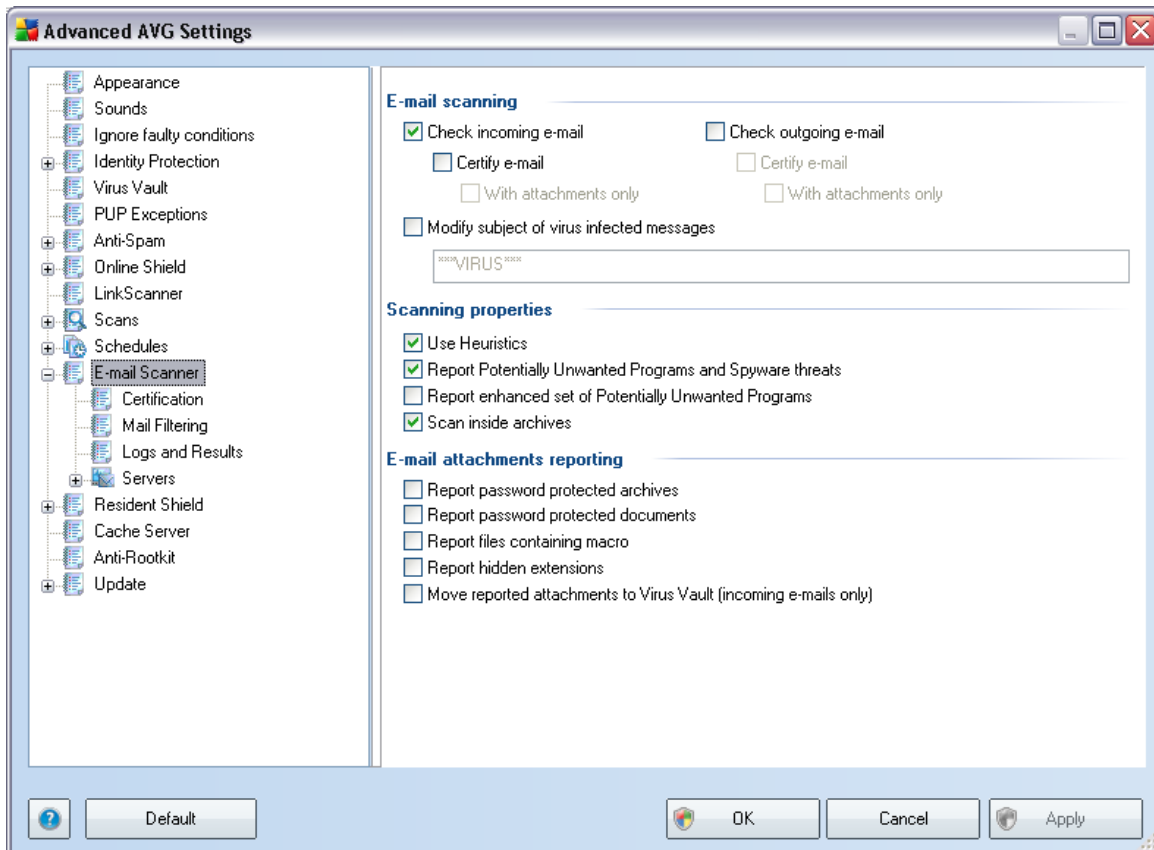 Advanced AVG Settings
Appearance
Sounds
Ignore faulty conditions
Identity Protection
Virus Vault
PUP Exceptions
Anti-Spam
Online Shield
LinkScanner
Scans
Schedules
E-mail Scanner
Certification
Mail Filtering
Logs and Results
Servers
Resident Shield
Cache Server
Anti-Rootkit
Update
E-mail scanning
Check incoming e-mail
Check outgoing e-mail
Certify e-mail
Certify e-mail
With attachments only
With attachments only
Modify subject of virus infected messages
***VIRUS***
Scanning properties
Use Heuristics
Report Potentially Unwanted Programs and Spyware threats
Report enhanced set of Potentially Unwanted Programs
Scan inside archives
E-mail attachments reporting
Report password protected archives
Report password protected documents
Report files containing macro
Report hidden extensions
Move reported attachments to Virus Vault (incoming e-mails only)
?
Default
OK
Cancel
Apply